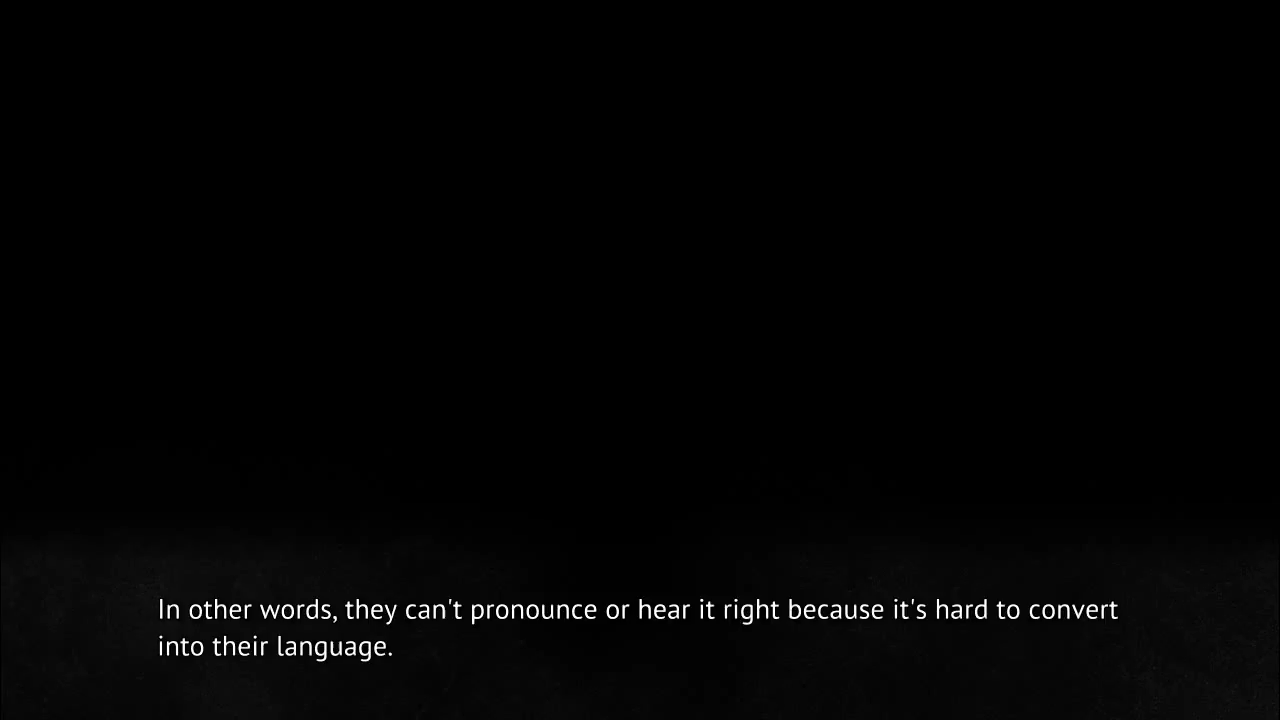 In other words, they can't pronounce or hear it right because it's hard to convert
into their language.